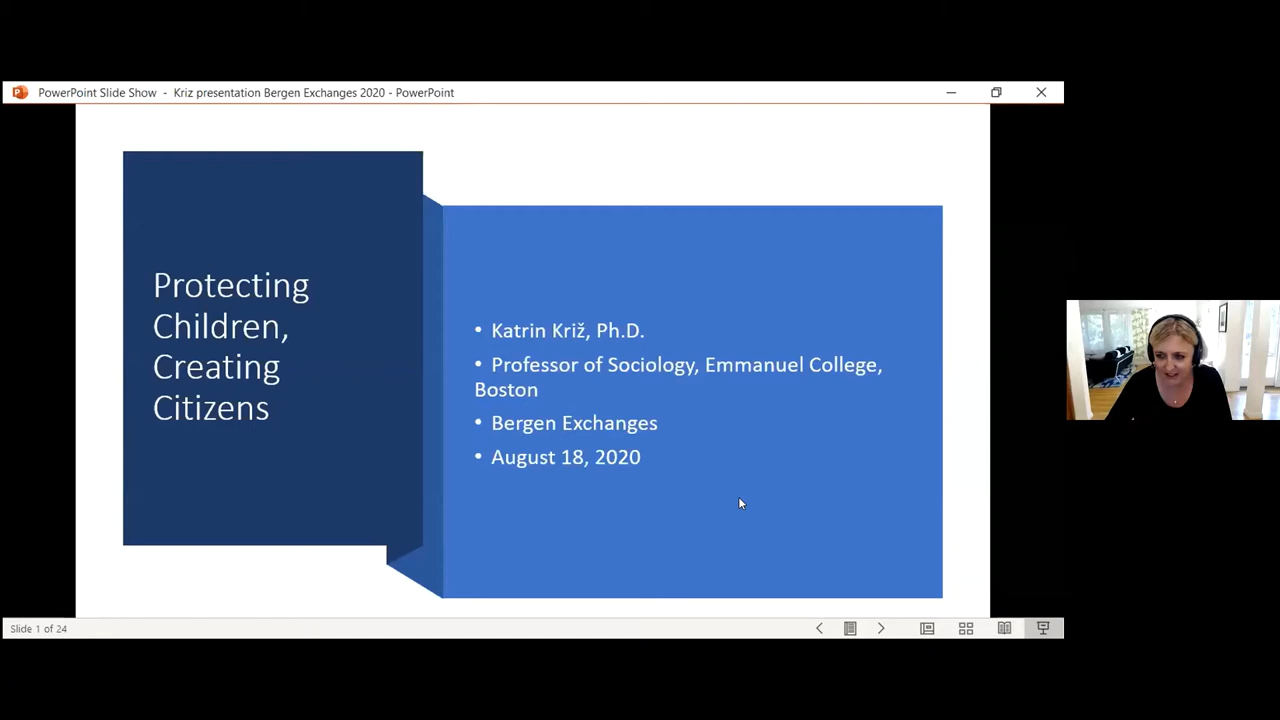 PowerPoint Slide Show - Kriz presentation Bergen Exchanges 2020 - PowerPoint
Protecting
Children,
Creating
Citizens
• Katrin Križ, Ph.D.
• Professor of Sociology, Emmanuel College,
Boston
• Bergen Exchanges
• August 18, 2020
Slide 1 of 24